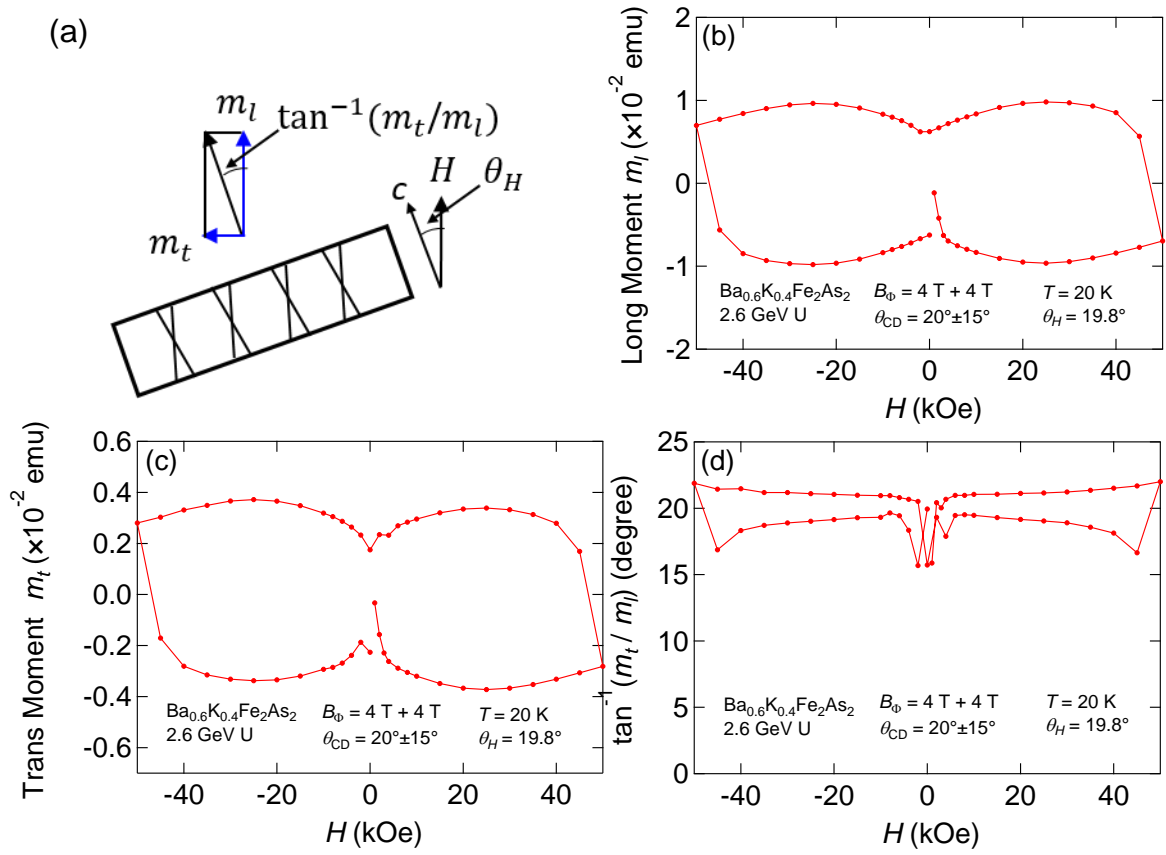 (a)
m_l
tan⁻¹(m_t/m_l)
m_t
c
H
θ_H
(b)
Long Moment m_l (×10⁻² emu)
2
1
0
-1
-2
Ba₀.₆K₀.₄Fe₂As₂
2.6 GeV U
B_Φ = 4 T + 4 T
θ_CD = 20°±15°
T = 20 K
θ_H = 19.8°
-40 -20 0 20 40
H (kOe)
(c)
Trans Moment m_t (×10⁻² emu)
0.6
0.4
0.2
0.0
-0.2
-0.4
-0.6
Ba₀.₆K₀.₄Fe₂As₂
2.6 GeV U
B_Φ = 4 T + 4 T
θ_CD = 20°±15°
T = 20 K
θ_H = 19.8°
-40 -20 0 20 40
H (kOe)
(d)
tan⁻¹ (m_t / m_l) (degree)
25
20
15
10
5
0
Ba₀.₆K₀.₄Fe₂As₂
2.6 GeV U
B_Φ = 4 T + 4 T
θ_CD = 20°±15°
T = 20 K
θ_H = 19.8°
-40 -20 0 20 40
H (kOe)